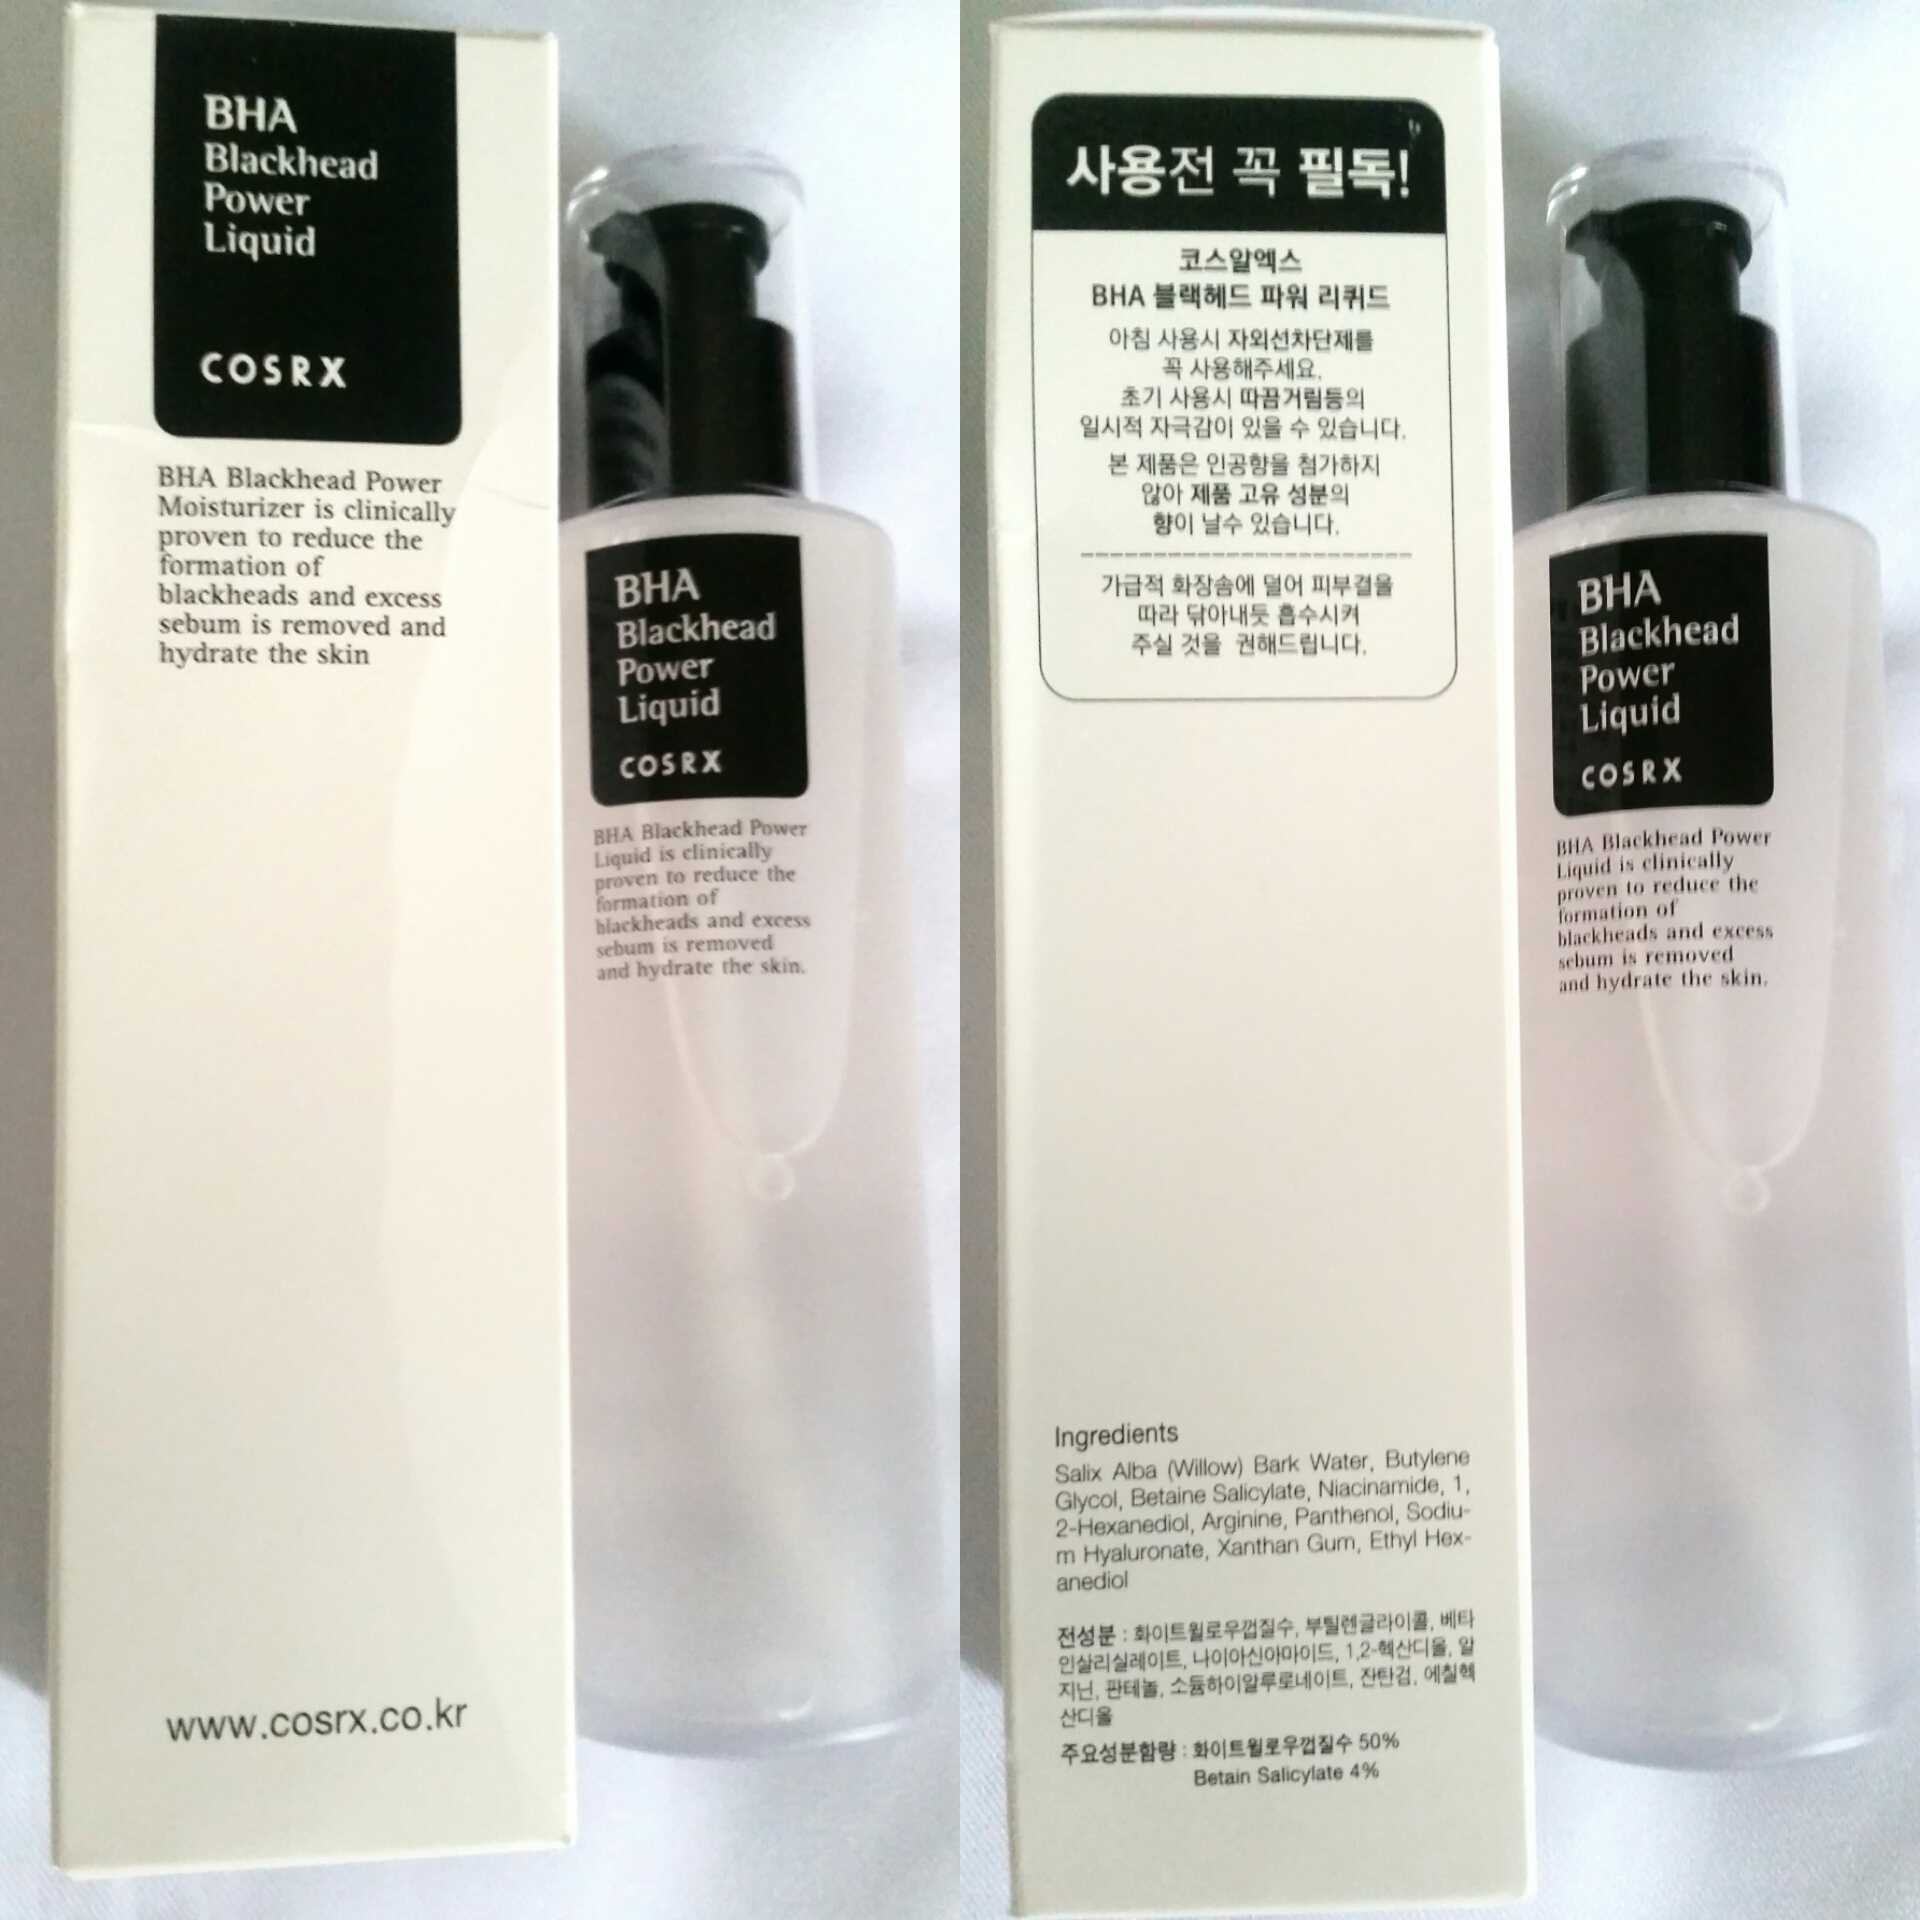 BHA
Blackhead
Power
Liquid
COSRX
BHA Blackhead Power
Moisturizer is clinically
proven to reduce the
formation of
blackheads and excess
sebum is removed and
hydrate the skin
www.cosrx.co.kr
BHA
Blackhead
Power
Liquid
COSRX
BHA Blackhead Power
Liquid is clinically
proven to reduce the
formation of
blackheads and excess
sebum is removed
and hydrate the skin.
사용전 꼭 필독!
코스알엑스
BHA 블랙헤드 파워 리퀴드
아침 사용시 자외선차단제를
꼭 사용해주세요.
초기 사용시 따끔거림등의
일시적 자극감이 있을 수 있습니다.
본 제품은 인공향을 첨가하지
않아 제품 고유 성분의
향이 날수 있습니다.
가급적 화장솜에 덜어 피부결을
따라 닦아내듯 흡수시켜
주실 것을 권해드립니다.
Ingredients
Salix Alba (Willow) Bark Water, Butylene
Glycol, Betaine Salicylate, Niacinamide, 1,
2-Hexanediol, Arginine, Panthenol, Sodiu-
m Hyaluronate, Xanthan Gum, Ethyl Hex-
anediol
전성분 : 화이트윌로우껍질수, 부틸렌글라이콜, 베타
인살리실레이트, 나이아신아마이드, 1,2-헥산디올, 알
지닌, 판테놀, 소듐하이알루로네이트, 잔탄검, 에칠헥
산디올
주요성분함량 : 화이트윌로우껍질수 50%
Betain Salicylate 4%
BHA
Blackhead
Power
Liquid
COSRX
BHA Blackhead Power
Liquid is clinically
proven to reduce the
formation of
blackheads and excess
sebum is removed
and hydrate the skin.